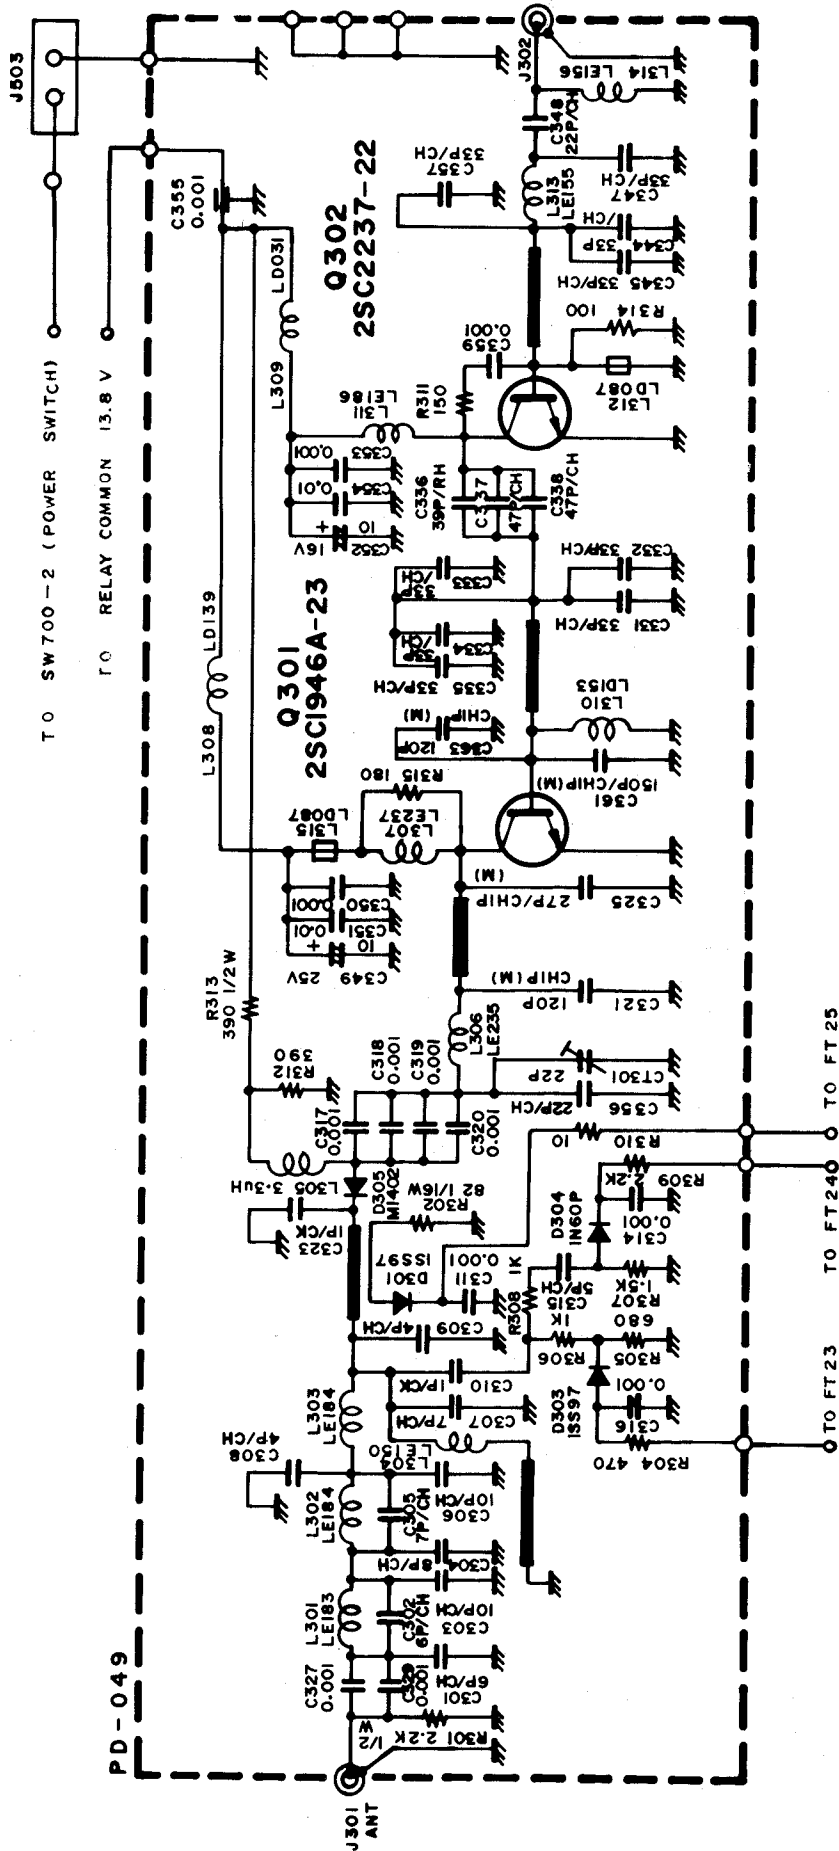 J503
TO SW700-2 (POWER SWITCH)
TO RELAY COMMON 13.8 V
PD-049
J302
L314
LE156
C348
22P/CH
C357
33P/CH
L313
LE155
C347
33P/CH
C344
33P
/CH
C345
33P/CH
C355
0.001
LD031
L309
Q302
2SC2237-22
C359
0.001
R314
100
L312
LD087
R311
150
L311
LE186
C353
0.001
C354
0.01
C352
10
16V
+
C336
39P/RH
C337
47P/CH
C338
47P/CH
C333
33P
/CH
C334
33P
/CH
C335
33P/CH
C332
33P/CH
C331
33P/CH
LD139
L308
Q301
2SC1946A-23
C363
120P
CHIP
(M)
L310
LD153
C361
150P/CHIP(M)
R315
180
L307
LE237
L315
LD087
C350
0.001
C351
0.01
C349
10
25V
+
C325
27P/CHIP
(M)
C321
120P
CHIP(M)
L306
LE235
R313
390 1/2W
R312
390
C317
0.001
C318
0.001
C319
0.001
C320
0.001
CT301
22P
C356
22P/CH
L305 3.3uH
D305
MI402
C323
1P/CK
R302
82 1/16W
D301
1SS97
C311
0.001
C309
4P/CH
R310
10
R309
2.2K
D304
1N60P
C314
0.001
C315
5P/CH
R307
1.5K
R308
1K
R306
1K
R305
680
D303
1SS97
C316
0.001
R304 470
C310
1P/CK
C307
7P/CH
L304
LE150
L303
LE184
C308
4P/CH
L302
LE184
C305
7P/CH
C306
10P/CH
C304
8P/CH
L301
LE183
C302
6P/CH
C303
10P/CH
C301
6P/CH
C327
0.001
C329
0.001
R301 2.2K
1/2
W
J301
ANT
TO FT23
TO FT24
TO FT25